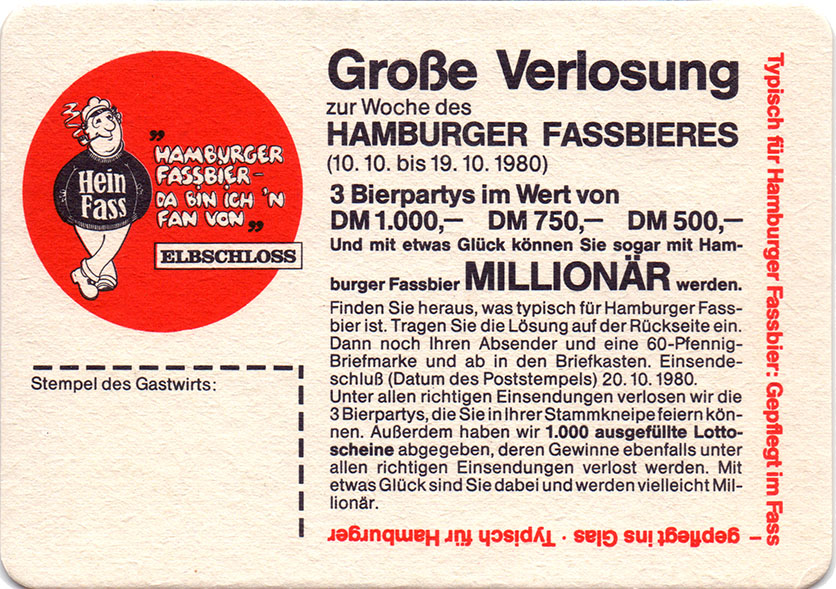 Hein
Fass
„HAMBURGER
FASSBIER –
DA BIN ICH 'N
FAN VON„
ELBSCHLOSS
Stempel des Gastwirts:
Große Verlosung
zur Woche des
HAMBURGER FASSBIERES
(10. 10. bis 19. 10. 1980)
3 Bierpartys im Wert von
DM 1.000,– DM 750,– DM 500,–
Und mit etwas Glück können Sie sogar mit Ham-
burger Fassbier MILLIONÄR werden.
Finden Sie heraus, was typisch für Hamburger Fass-
bier ist. Tragen Sie die Lösung auf der Rückseite ein.
Dann noch Ihren Absender und eine 60-Pfennig-
Briefmarke und ab in den Briefkasten. Einsende-
schluß (Datum des Poststempels) 20. 10. 1980.
Unter allen richtigen Einsendungen verlosen wir die
3 Bierpartys, die Sie in Ihrer Stammkneipe feiern kön-
nen. Außerdem haben wir 1.000 ausgefüllte Lotto-
scheine abgegeben, deren Gewinne ebenfalls unter
allen richtigen Einsendungen verlost werden. Mit
etwas Glück sind Sie dabei und werden vielleicht Mil-
lionär.
Typisch für Hamburger Fassbier: Gepflegt im Fass
– gepflegt ins Glas · Typisch für Hamburger